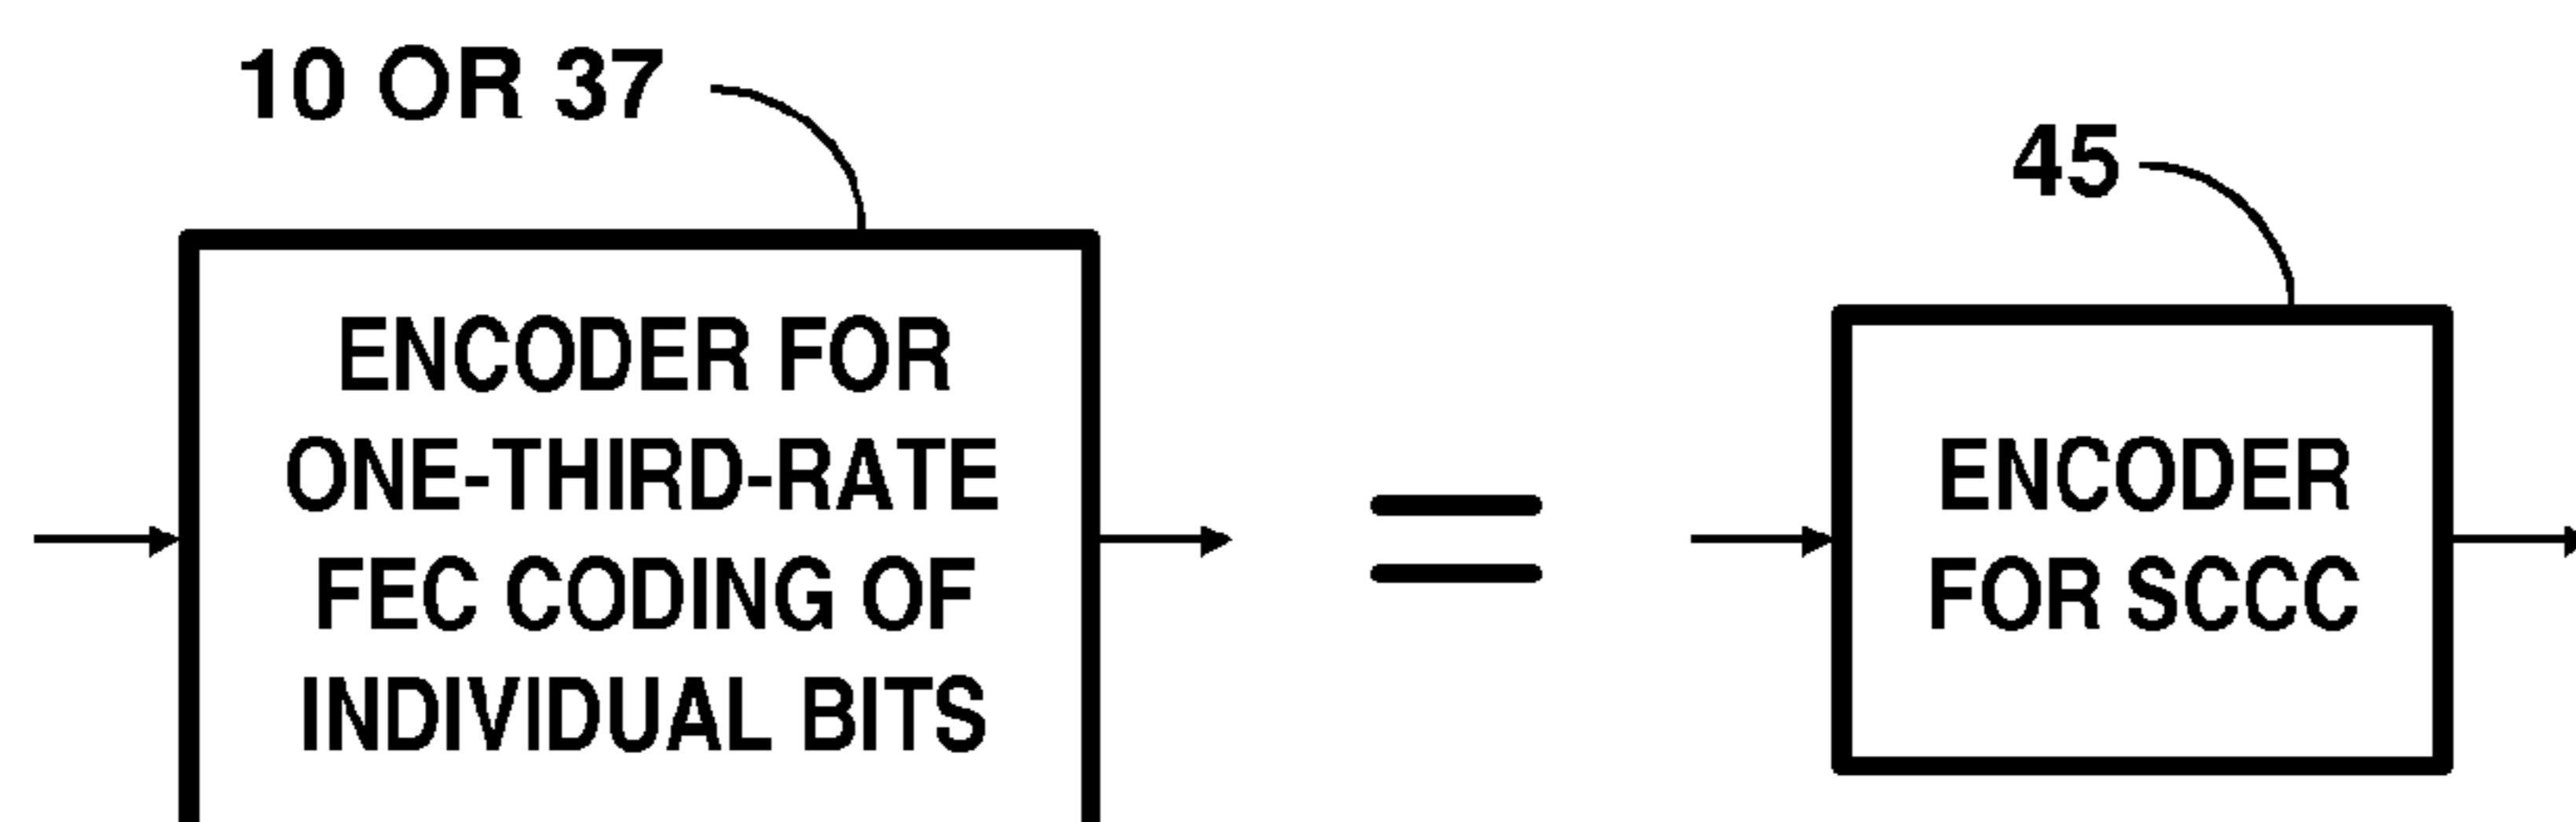 10 OR 37
ENCODER FOR
ONE-THIRD-RATE
FEC CODING OF
INDIVIDUAL BITS
=
45
ENCODER
FOR SCCC